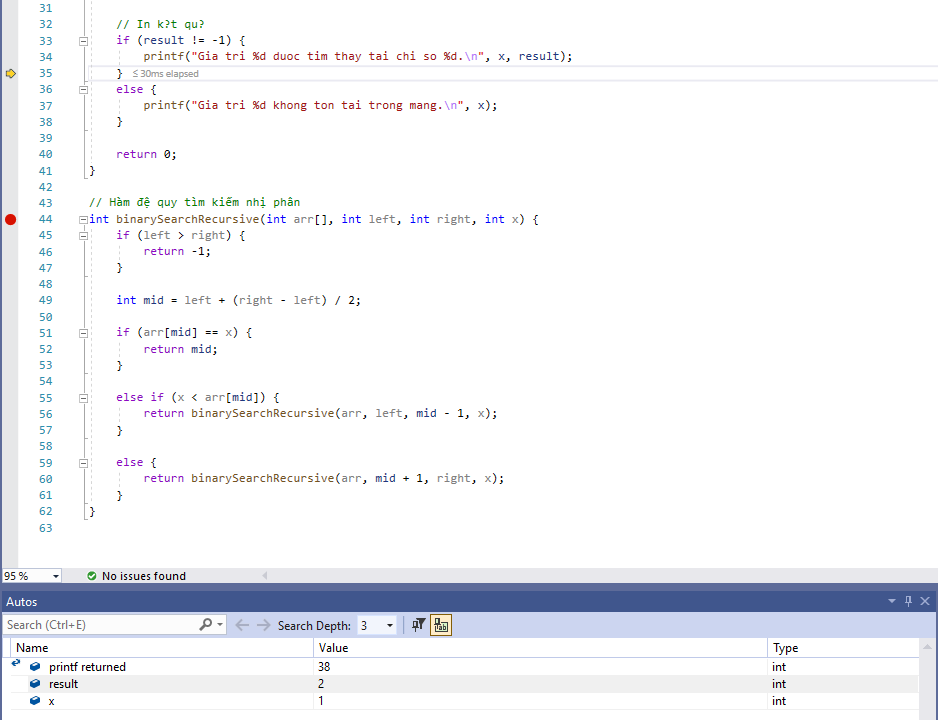 31
32 // In k?t qu?
33 if (result != -1) {
34 printf("Gia tri %d duoc tim thay tai chi so %d.\n", x, result);
35 } ≤ 30ms elapsed
36 else {
37 printf("Gia tri %d khong ton tai trong mang.\n", x);
38 }
39
40 return 0;
41 }
42
43 // Hàm đệ quy tìm kiếm nhị phân
44 int binarySearchRecursive(int arr[], int left, int right, int x) {
45 if (left > right) {
46 return -1;
47 }
48
49 int mid = left + (right - left) / 2;
50
51 if (arr[mid] == x) {
52 return mid;
53 }
54
55 else if (x < arr[mid]) {
56 return binarySearchRecursive(arr, left, mid - 1, x);
57 }
58
59 else {
60 return binarySearchRecursive(arr, mid + 1, right, x);
61 }
62 }
63
95 % No issues found
Autos
Search (Ctrl+E) Search Depth: 3
Name Value Type
printf returned 38 int
result 2 int
x 1 int